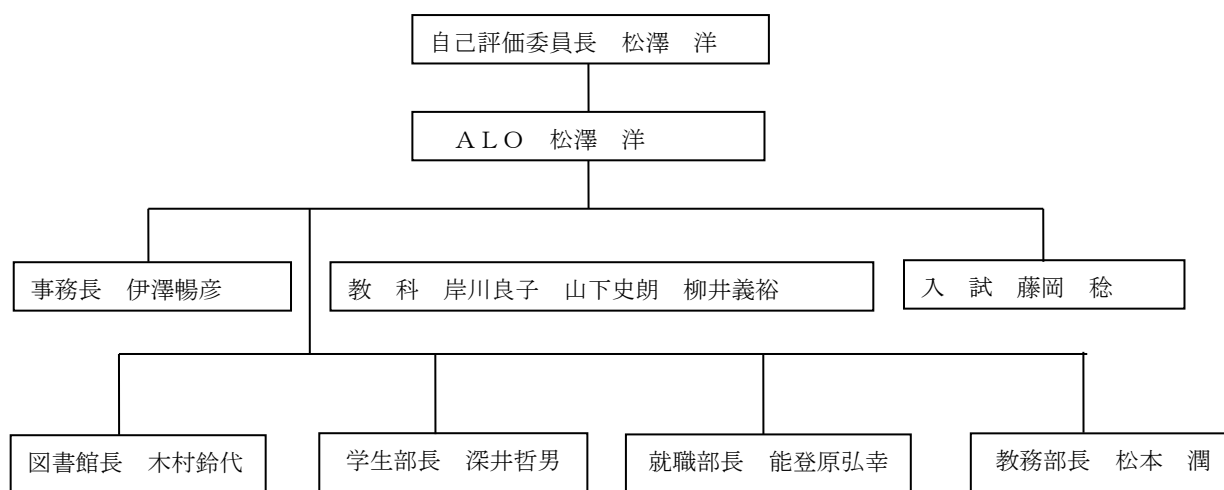 自己評価委員長　松澤　洋
ＡＬＯ　松澤　洋
事務長　伊澤暢彦
教　科　岸川良子　山下史朗　柳井義裕
入　試　藤岡　稔
図書館長　木村鈴代
学生部長　深井哲男
就職部長　能登原弘幸
教務部長　松本　潤